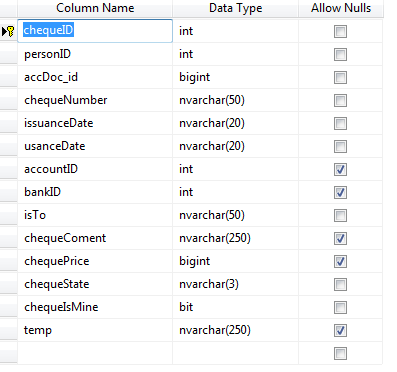 Column Name Data Type Allow Nulls
chequeID int
personID int
accDoc_id bigint
chequeNumber nvarchar(50)
issuanceDate nvarchar(20)
usanceDate nvarchar(20)
accountID int
bankID int
isTo nvarchar(50)
chequeComent nvarchar(250)
chequePrice bigint
chequeState nvarchar(3)
chequeIsMine bit
temp nvarchar(250)